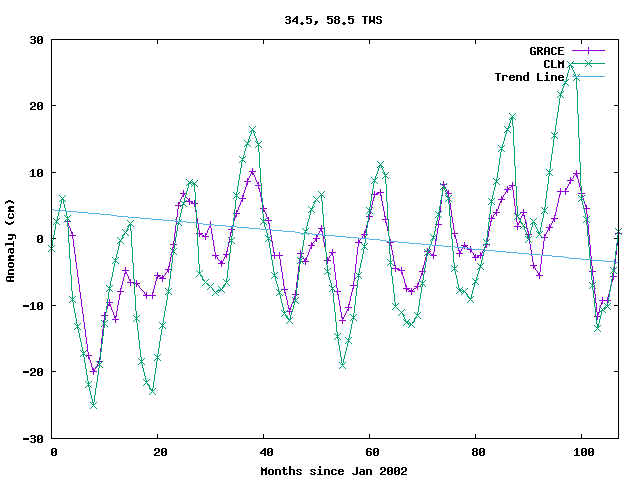 34.5, 58.5 TWS
GRACE
CLM
Trend Line
30
20
10
0
-10
-20
-30
Anomaly (cm)
0 20 40 60 80 100
Months since Jan 2002